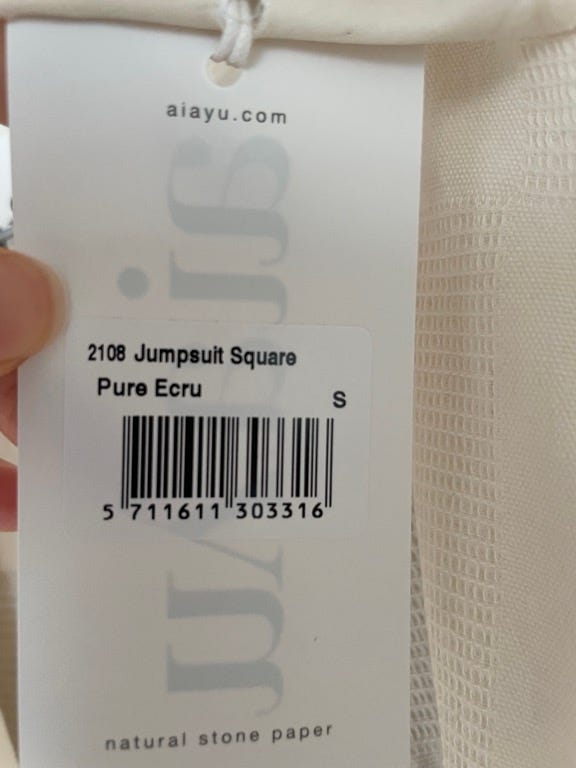 aiayu.com
2108 Jumpsuit Square
Pure Ecru
S
5 711611 303316
natural stone paper